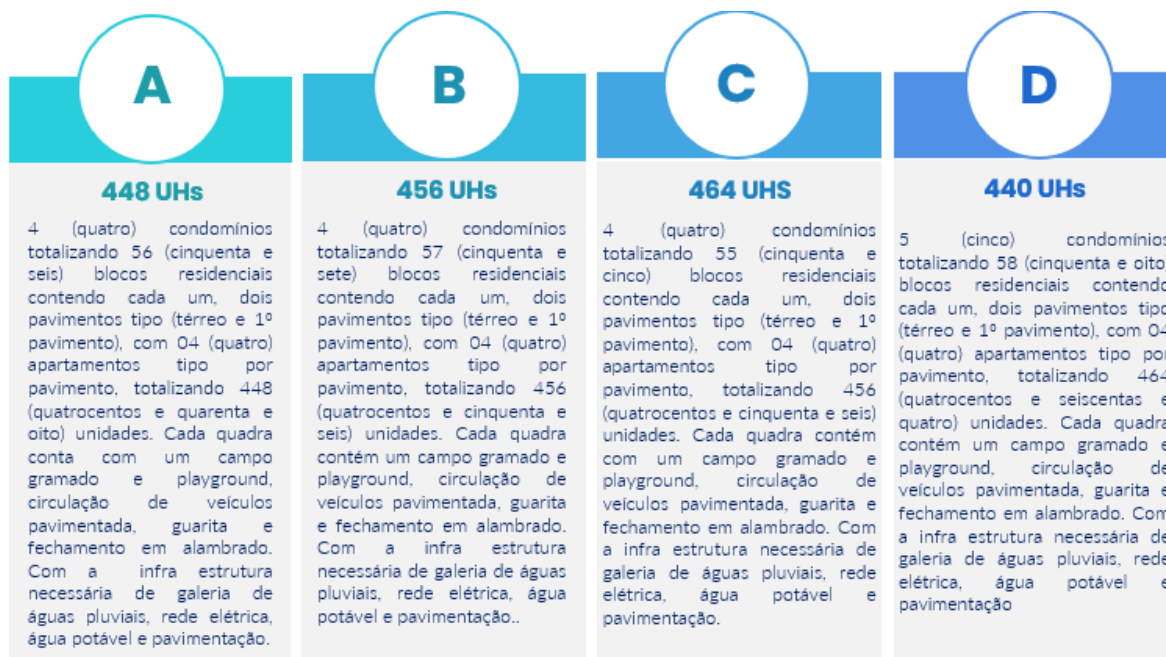 A
448 UHs
4 (quatro) condomínios
totalizando 56 (cinquenta e
seis) blocos residenciais
contendo cada um, dois
pavimentos tipo (térreo e 1º
pavimento), com 04 (quatro)
apartamentos tipo por
pavimento, totalizando 448
(quatrocentos e quarenta e
oito) unidades. Cada quadra
conta com um campo
gramado e playground,
circulação de veículos
pavimentada, guarita e
fechamento em alambrado.
Com a infra estrutura
necessária de galeria de
águas pluviais, rede elétrica,
água potável e pavimentação.
B
456 UHs
4 (quatro) condomínios
totalizando 57 (cinquenta e
sete) blocos residenciais
contendo cada um, dois
pavimentos tipo (térreo e 1º
pavimento), com 04 (quatro)
apartamentos tipo por
pavimento, totalizando 456
(quatrocentos e cinquenta e
seis) unidades. Cada quadra
contém um campo gramado e
playground, circulação de
veículos pavimentada, guarita
e fechamento em alambrado.
Com a infra estrutura
necessária de galeria de águas
pluviais, rede elétrica, água
potável e pavimentação..
C
464 UHS
4 (quatro) condomínios
totalizando 55 (cinquenta e
cinco) blocos residenciais
contendo cada um, dois
pavimentos tipo (térreo e 1º
pavimento), com 04 (quatro)
apartamentos tipo por
pavimento, totalizando 456
(quatrocentos e cinquenta e seis)
unidades. Cada quadra contém
com um campo gramado e
playground, circulação de
veículos pavimentada, guarita e
fechamento em alambrado. Com
a infra estrutura necessária de
galeria de águas pluviais, rede
elétrica, água potável e
pavimentação.
D
440 UHs
5 (cinco) condomínios
totalizando 58 (cinquenta e oito)
blocos residenciais contendo
cada um, dois pavimentos tipo
(térreo e 1º pavimento), com 04
(quatro) apartamentos tipo por
pavimento, totalizando 464
(quatrocentos e seiscentas e
quatro) unidades. Cada quadra
contém um campo gramado e
playground, circulação de
veículos pavimentada, guarita e
fechamento em alambrado. Com
a infra estrutura necessária de
galeria de águas pluviais, rede
elétrica, água potável e
pavimentação